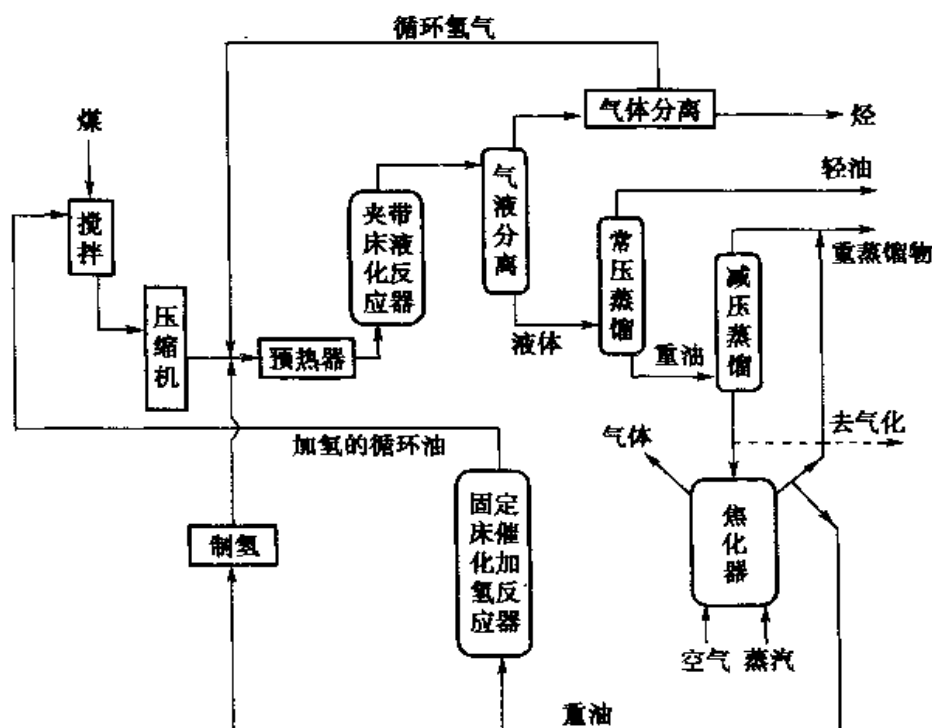 循环氢气
气体分离
烃
煤
搅拌
夹带
床液
化反
应器
气液分离
轻油
常压蒸馏
重蒸馏物
减压蒸馏
压缩机
预热器
液体
重油
去气化
加氢的循环油
气体
固定
床催
化加
氢反
应器
焦化器
制氢
空气 蒸汽
重油